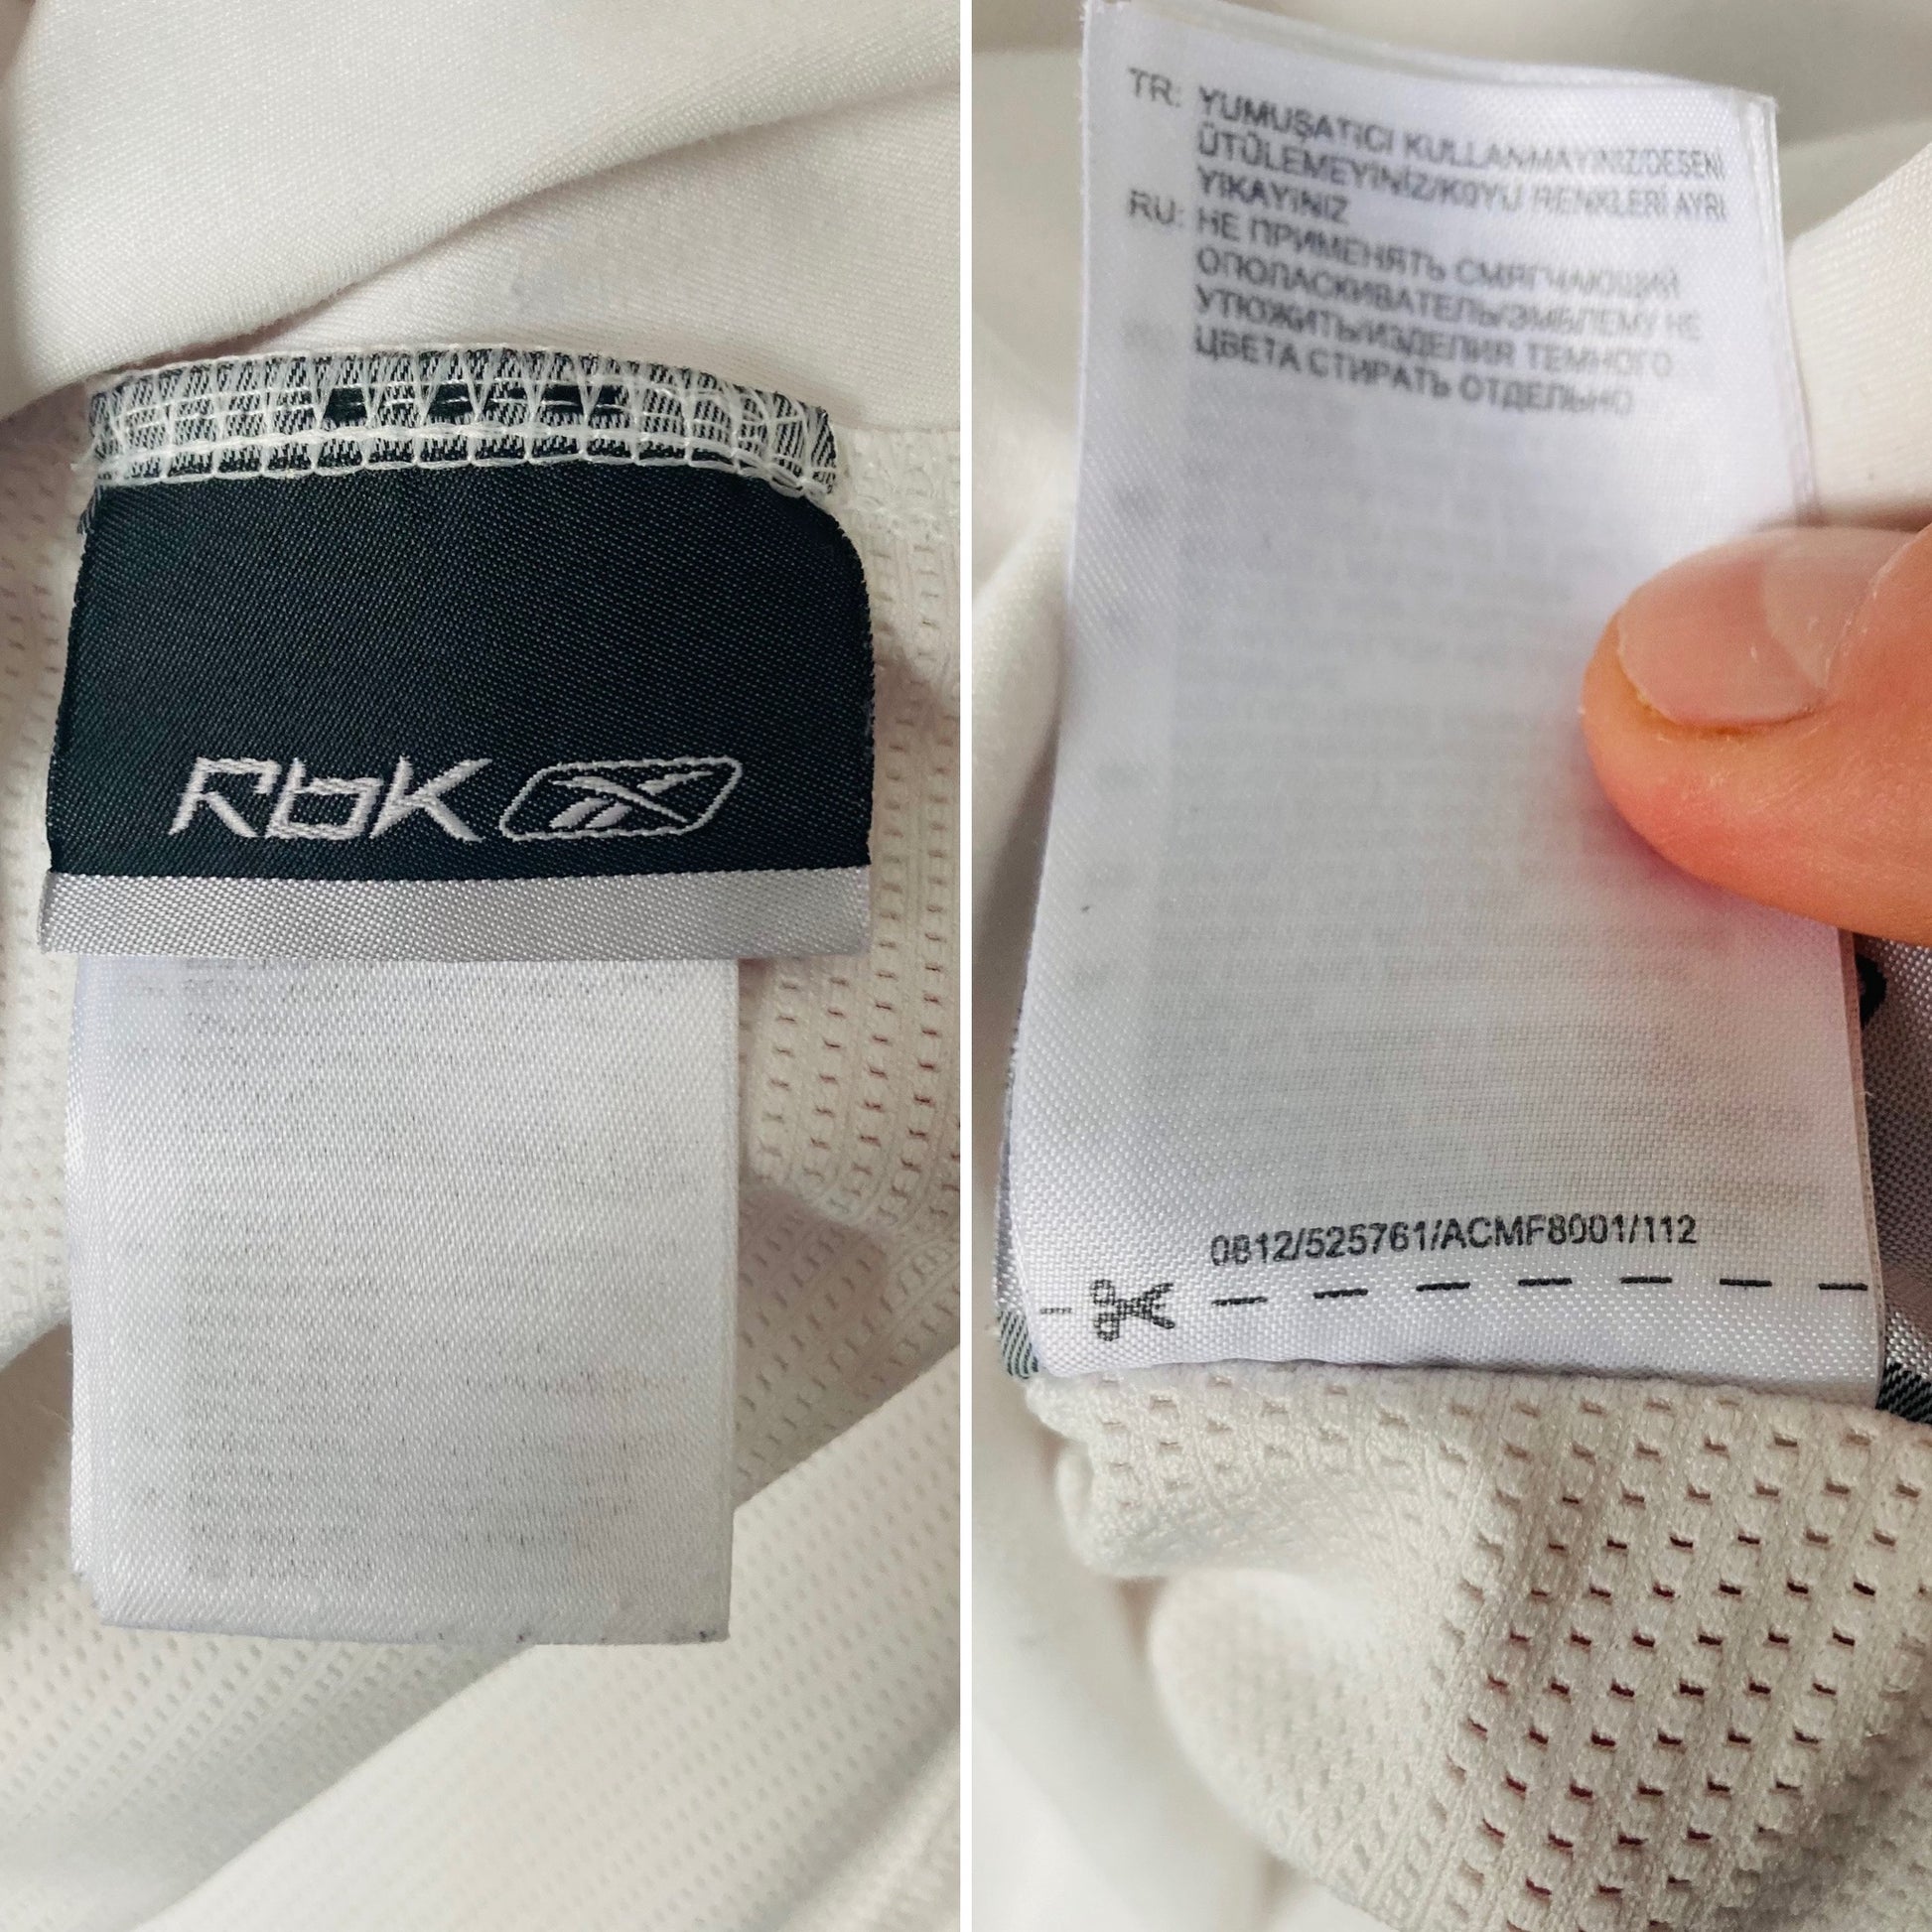 Rbk
TR: YUMUŞATICI KULLANMAYINIZ/DESENİ
ÜTÜLEMEYİNİZ/KOYU RENKLERİ AYRI
YIKAYINIZ
RU: НЕ ПРИМЕНЯТЬ СМЯГЧАЮЩИЙ
ОПОЛАСКИВАТЕЛЬ/ЭМБЛЕМУ НЕ
УТЮЖИТЬ/ИЗДЕЛИЯ ТЕМНОГО
ЦВЕТА СТИРАТЬ ОТДЕЛЬНО
0812/525761/ACMF8001/112